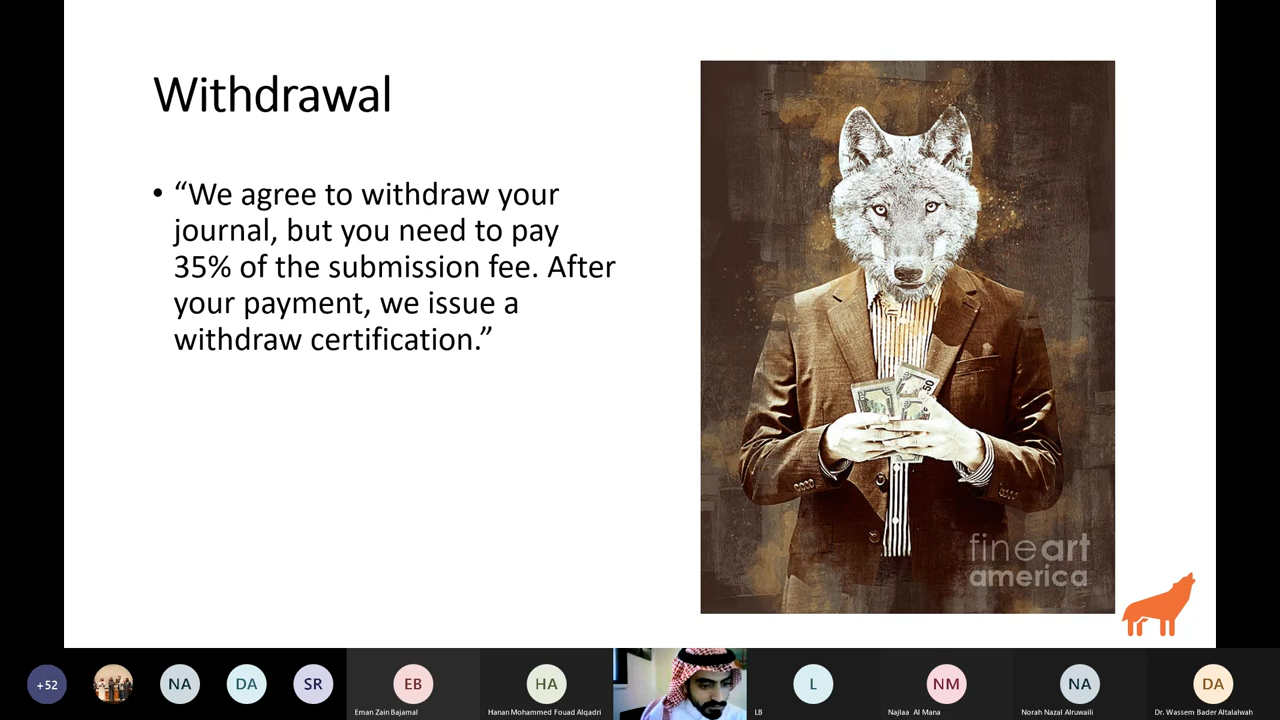 Withdrawal
• “We agree to withdraw your
journal, but you need to pay
35% of the submission fee. After
your payment, we issue a
withdraw certification.”
50
fineart
america
+52
NA
DA
SR
EB
HA
L
NM
NA
DA
Eman Zain Bajamal
Hanan Mohammed Fouad Alqadri
LB
Najlaa Al Mana
Norah Nazal Alruwaili
Dr. Wassem Bader Altalalwah